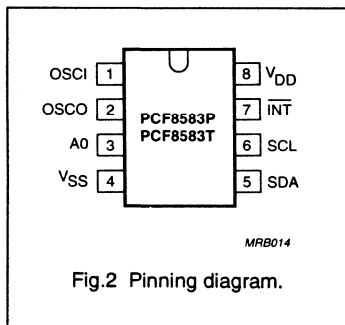 OSCI 1
OSCO 2
A0 3
VSS 4
PCF8583P
PCF8583T
8 VDD
7 INT
6 SCL
5 SDA
MRB014
Fig.2 Pinning diagram.